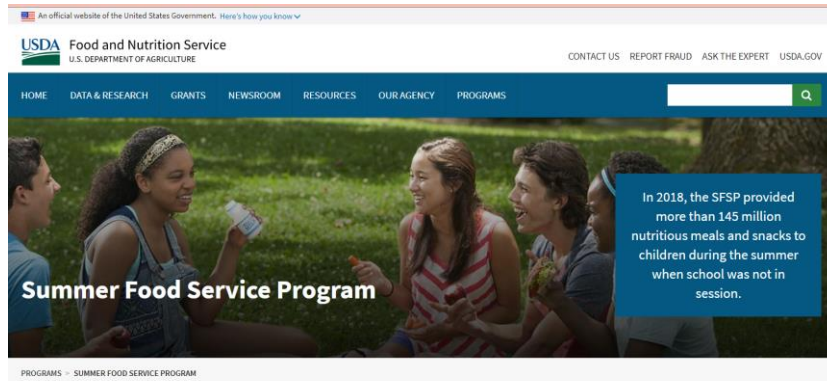 An official website of the United States Government. Here's how you know
USDA Food and Nutrition Service
U.S. DEPARTMENT OF AGRICULTURE
CONTACT US REPORT FRAUD ASK THE EXPERT USDA.GOV
HOME DATA & RESEARCH GRANTS NEWSROOM RESOURCES OUR AGENCY PROGRAMS
In 2018, the SFSP provided
more than 145 million
nutritious meals and snacks to
children during the summer
when school was not in
session.
Summer Food Service Program
PROGRAMS > SUMMER FOOD SERVICE PROGRAM